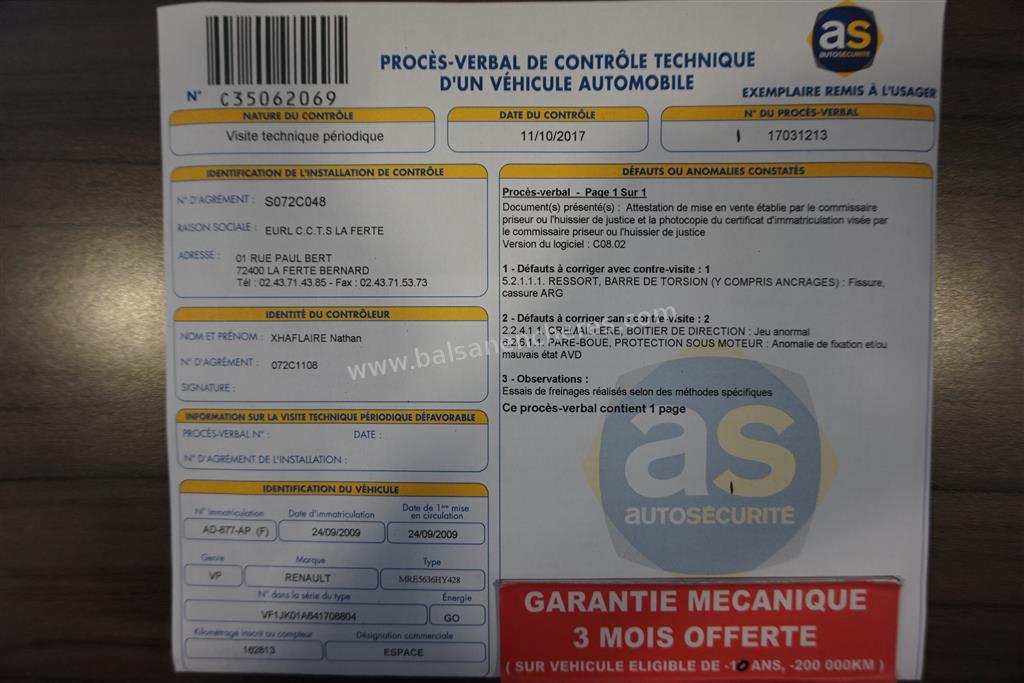 N° C35062069
PROCÈS-VERBAL DE CONTRÔLE TECHNIQUE
D'UN VÉHICULE AUTOMOBILE
as
AUTOSÉCURITÉ
EXEMPLAIRE REMIS À L'USAGER
NATURE DU CONTRÔLE
Visite technique périodique
DATE DU CONTRÔLE
11/10/2017
N° DU PROCÈS-VERBAL
17031213
IDENTIFICATION DE L'INSTALLATION DE CONTRÔLE
N° D'AGRÉMENT : S072C048
RAISON SOCIALE : EURL C.C.T.S LA FERTE
ADRESSE : 01 RUE PAUL BERT
72400 LA FERTE BERNARD
Tél : 02.43.71.43.85 - Fax : 02.43.71.53.73
IDENTITÉ DU CONTRÔLEUR
NOM ET PRÉNOM : XHAFLAIRE Nathan
N° D'AGRÉMENT : 072C1108
SIGNATURE :
INFORMATION SUR LA VISITE TECHNIQUE PÉRIODIQUE DÉFAVORABLE
PROCÈS-VERBAL N° : DATE :
N° D'AGRÉMENT DE L'INSTALLATION :
IDENTIFICATION DU VÉHICULE
N° Immatriculation
AD-677-AP (F)
Date d'immatriculation
24/09/2009
Date de 1ère mise
en circulation
24/09/2009
Genre
VP
Marque
RENAULT
Type
MRE5636HY428
N° dans la série du type
VF1JK01A641708804
Énergie
GO
Kilométrage inscrit au compteur
162813
Désignation commerciale
ESPACE
DÉFAUTS OU ANOMALIES CONSTATÉS
Procès-verbal - Page 1 Sur 1
Document(s) présenté(s) : Attestation de mise en vente établie par le commissaire
priseur ou l'huissier de justice et la photocopie du certificat d'immatriculation visée par
le commissaire priseur ou l'huissier de justice
Version du logiciel : C08.02
1 - Défauts à corriger avec contre-visite : 1
5.2.1.1.1. RESSORT, BARRE DE TORSION (Y COMPRIS ANCRAGES) : Fissure,
cassure ARG
2 - Défauts à corriger sans contre-visite : 2
2.2.4.1.1. CREMAILLERE, BOITIER DE DIRECTION : Jeu anormal
6.2.6.1.1. PARE-BOUE, PROTECTION SOUS MOTEUR : Anomalie de fixation et/ou
mauvais état AVD
3 - Observations :
Essais de freinages réalisés selon des méthodes spécifiques
Ce procès-verbal contient 1 page
as
AUTOSÉCURITÉ
GARANTIE MECANIQUE
3 MOIS OFFERTE
( SUR VEHICULE ELIGIBLE DE -10 ANS, -200 000KM )